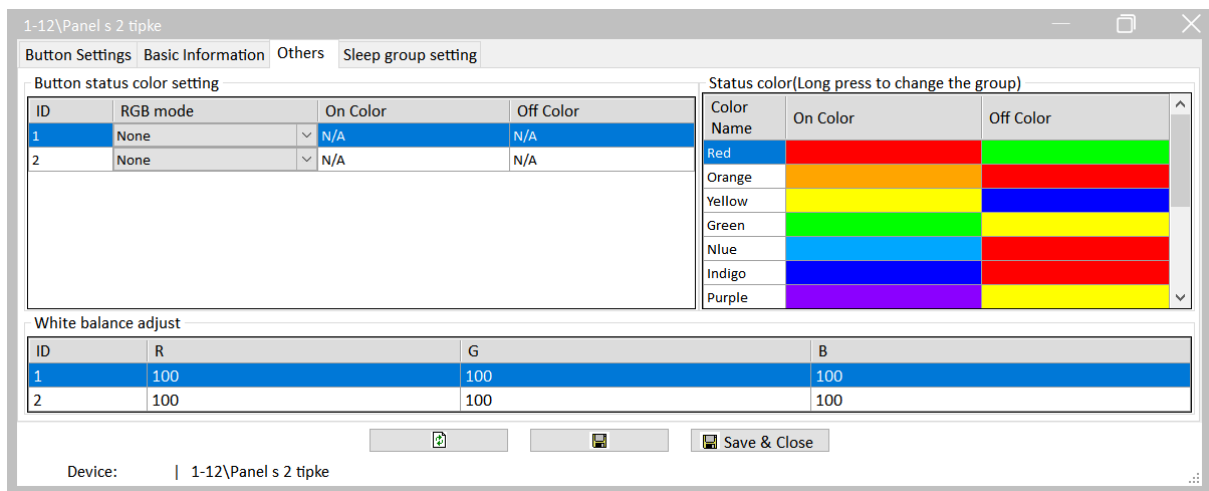 1-12\Panel s 2 tipke
Button Settings Basic Information Others Sleep group setting
Button status color setting
ID RGB mode On Color Off Color
1 None N/A N/A
2 None N/A N/A
Status color(Long press to change the group)
Color Name On Color Off Color
Red
Orange
Yellow
Green
Nlue
Indigo
Purple
White balance adjust
ID R G B
1 100 100 100
2 100 100 100
Save & Close
Device: | 1-12\Panel s 2 tipke